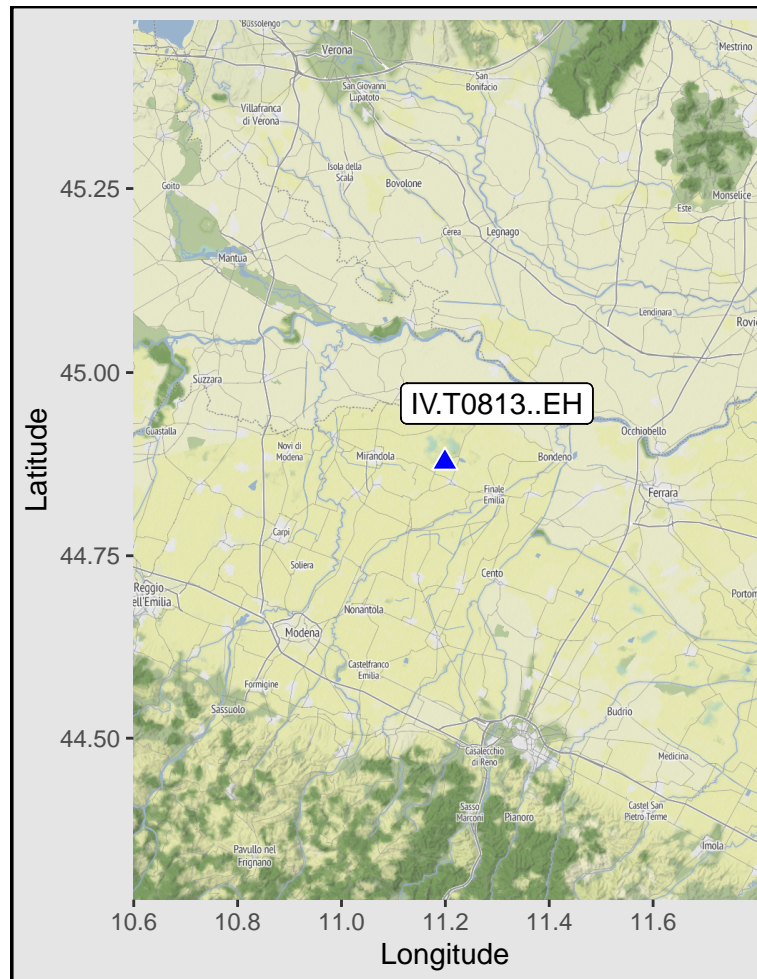 Bussolengo
Verona
Mestrino
San Giovanni
Lupatoto
San
Bonifacio
Villafranca
di Verona
Isola della
Scala
Bovolone
Goito
Monselice
Este
Cerea
Legnago
Mantua
Lendinara
Rovi
Suzzara
IV.T0813..EH
Guastalla
Occhiobello
Novi di
Modena
Mirandola
Bondeno
Finale
Emilia
Ferrara
Carpi
Soliera
Cento
Reggio
ell'Emilia
Portom
Nonantola
Modena
Castelfranco
Emilia
Formigine
Sassuolo
Budrio
Casalecchio
di Reno
Medicina
Sasso
Marconi
Pianoro
Castel San
Pietro Terme
Imola
Pavullo nel
Frignano
45.25
45.00
44.75
44.50
Latitude
10.6 10.8 11.0 11.2 11.4 11.6
Longitude